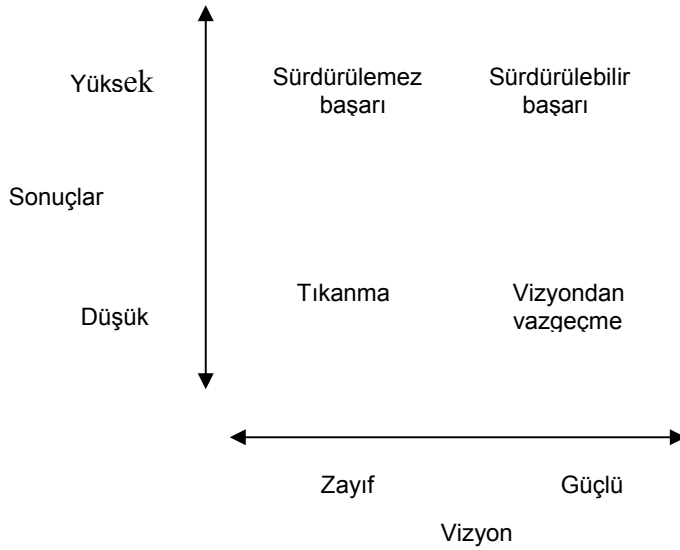 Yüksek
Sürdürülemez
başarı
Sürdürülebilir
başarı
Sonuçlar
Düşük
Tıkanma
Vizyondan
vazgeçme
Zayıf
Güçlü
Vizyon